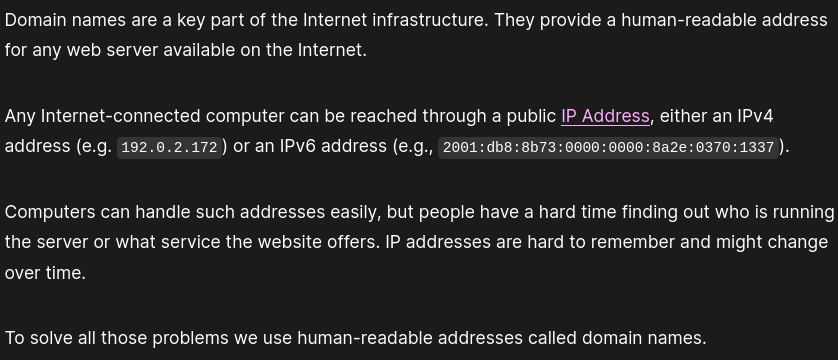 Domain names are a key part of the Internet infrastructure. They provide a human-readable address
for any web server available on the Internet.
Any Internet-connected computer can be reached through a public IP Address, either an IPv4
address (e.g. 192.0.2.172) or an IPv6 address (e.g., 2001:db8:8b73:0000:0000:8a2e:0370:1337).
Computers can handle such addresses easily, but people have a hard time finding out who is running
the server or what service the website offers. IP addresses are hard to remember and might change
over time.
To solve all those problems we use human-readable addresses called domain names.